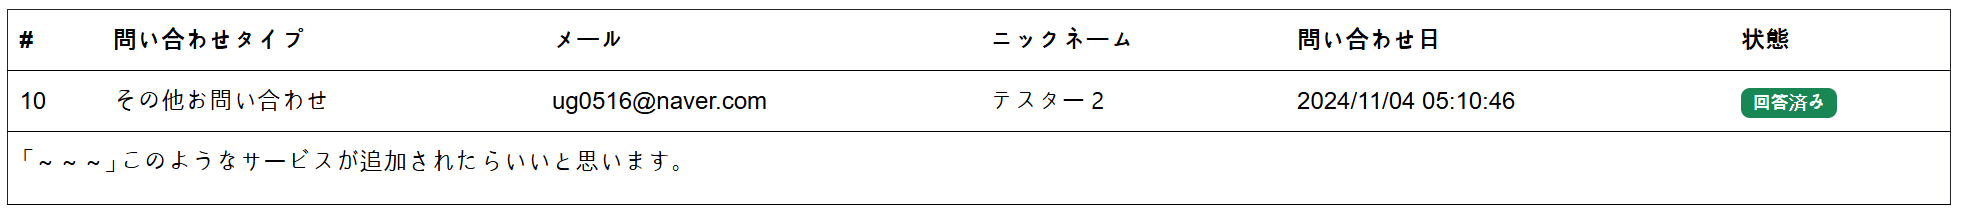 # 問い合わせタイプ メール ニックネーム 問い合わせ日 状態
10 その他お問い合わせ ug0516@naver.com テスター2 2024/11/04 05:10:46 回答済み
「~~~」このようなサービスが追加されたらいいと思います。